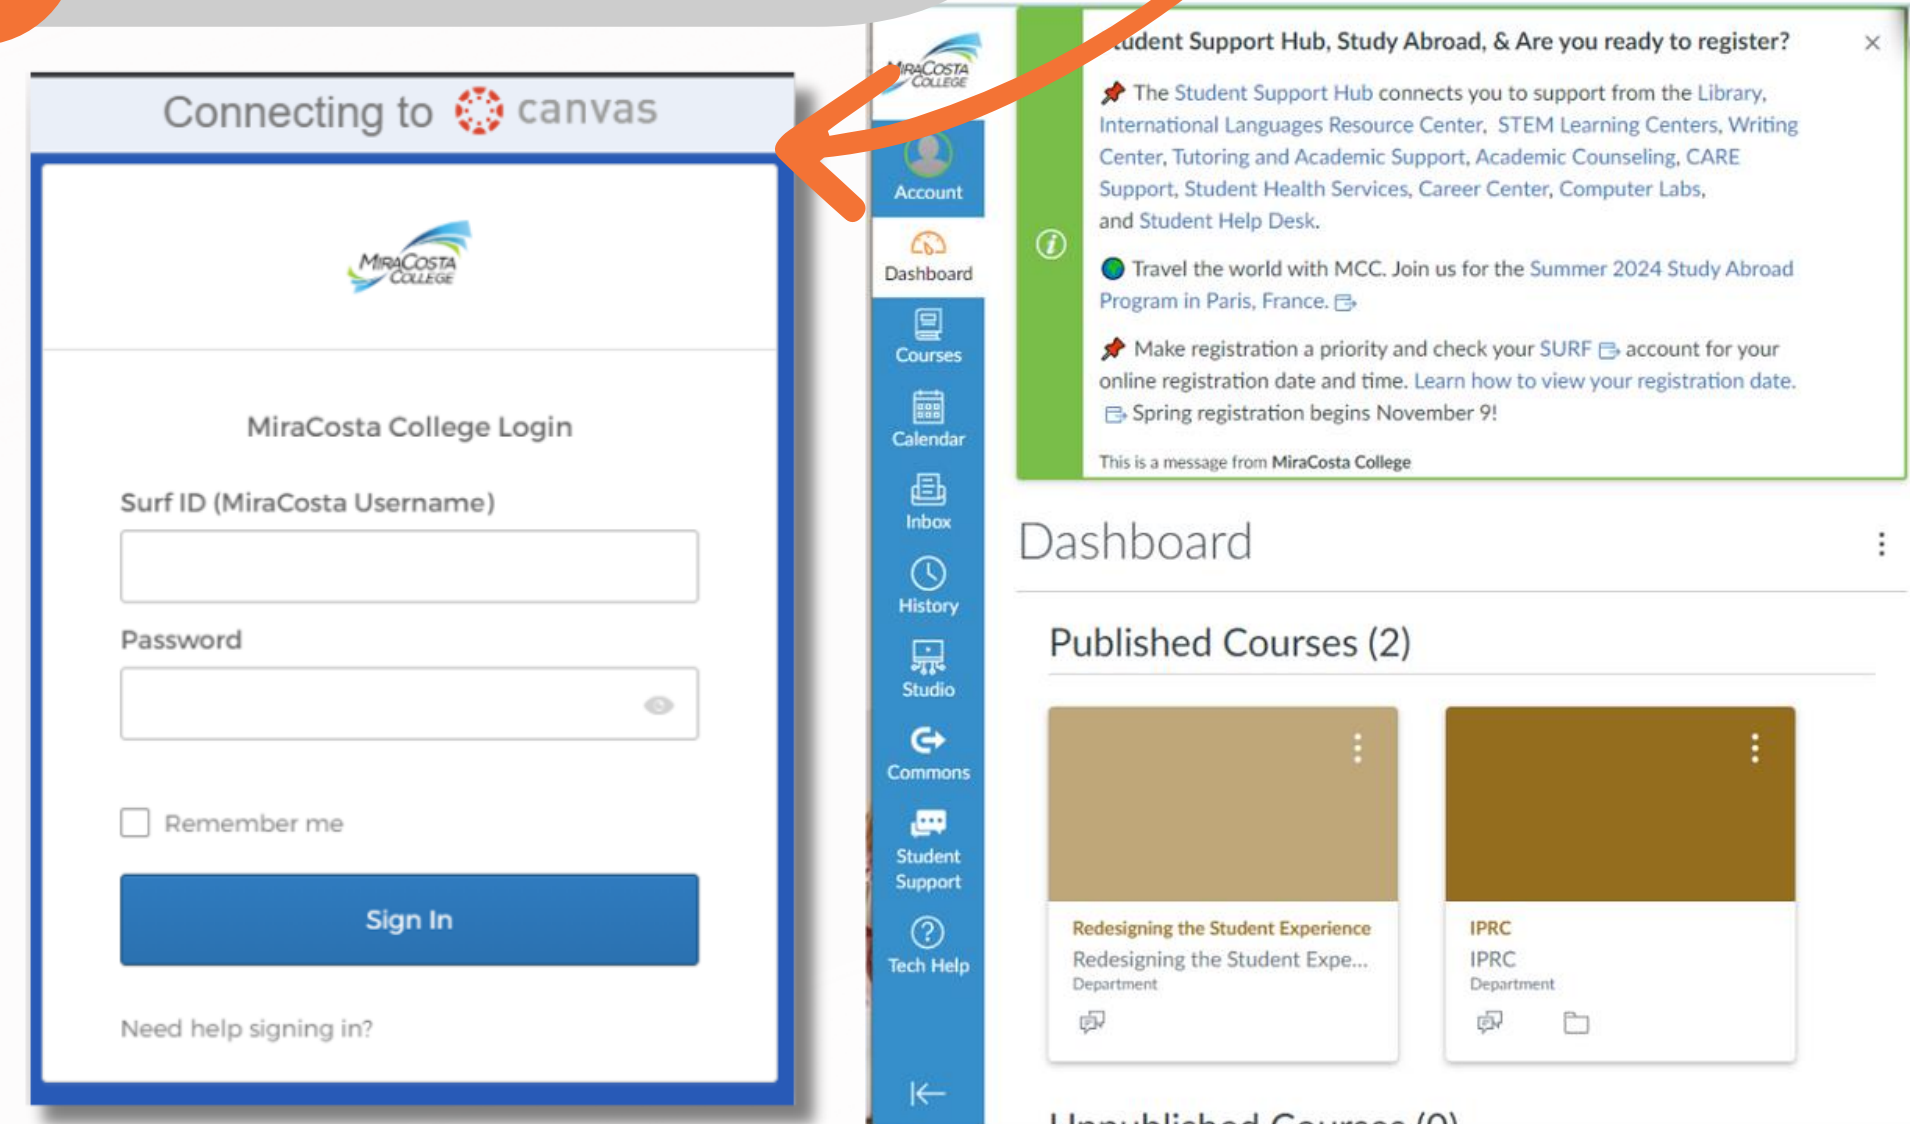 Connecting to canvas
MIRACOSTA
COLLEGE
MiraCosta College Login
Surf ID (MiraCosta Username)
Password
Remember me
Sign In
Need help signing in?
MIRACOSTA
COLLEGE
Account
Dashboard
Courses
Calendar
Inbox
History
Studio
Commons
Student
Support
Tech Help
Support Hub, Study Abroad, & Are you ready to register?
The Student Support Hub connects you to support from the Library,
International Languages Resource Center, STEM Learning Centers, Writing
Center, Tutoring and Academic Support, Academic Counseling, CARE
Support, Student Health Services, Career Center, Computer Labs,
and Student Help Desk.
Travel the world with MCC. Join us for the Summer 2024 Study Abroad
Program in Paris, France.
Make registration a priority and check your SURF account for your
online registration date and time. Learn how to view your registration date.
Spring registration begins November 9!
This is a message from MiraCosta College
Dashboard
Published Courses (2)
Redesigning the Student Experience
Redesigning the Student Expe...
Department
IPRC
IPRC
Department
Unpublished Courses (0)